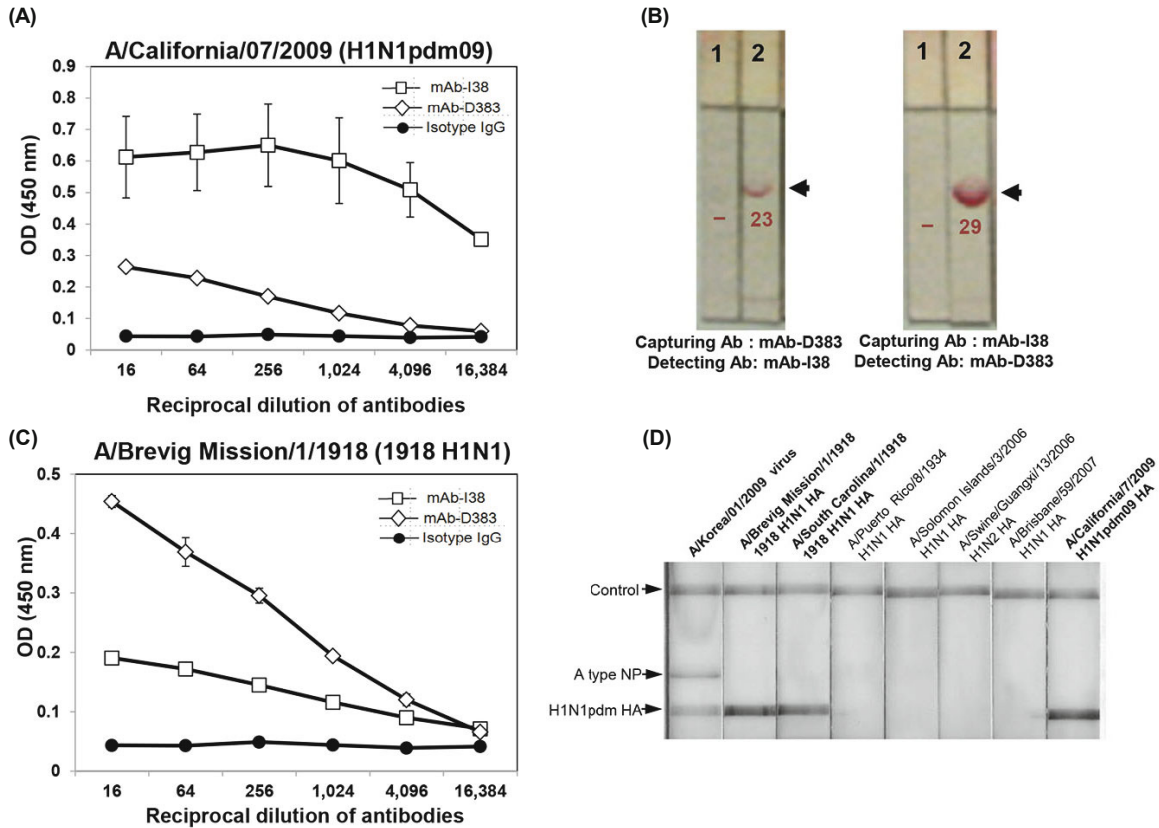 (A)
A/California/07/2009 (H1N1pdm09)
0.9
0.8
0.7
0.6
0.5
0.4
0.3
0.2
0.1
0
OD (450 nm)
mAb-I38
mAb-D383
Isotype IgG
16 64 256 1,024 4,096 16,384
Reciprocal dilution of antibodies
(B)
1 2
– 23
Capturing Ab : mAb-D383
Detecting Ab: mAb-I38
1 2
– 29
Capturing Ab : mAb-I38
Detecting Ab: mAb-D383
(C)
A/Brevig Mission/1/1918 (1918 H1N1)
0.5
0.4
0.3
0.2
0.1
0
OD (450 nm)
mAb-I38
mAb-D383
Isotype IgG
16 64 256 1,024 4,096 16,384
Reciprocal dilution of antibodies
(D)
A/Korea/01/2009 virus
A/Brevig Mission/1/1918
1918 H1N1 HA
A/South Carolina/1/1918
1918 H1N1 HA
A/Puerto Rico/8/1934
H1N1 HA
A/Solomon Islands/3/2006
H1N1 HA
A/Swine/Guangxi/13/2006
H1N2 HA
A/Brisbane/59/2007
H1N1 HA
A/California/7/2009
H1N1pdm09 HA
Control
A type NP
H1N1pdm HA